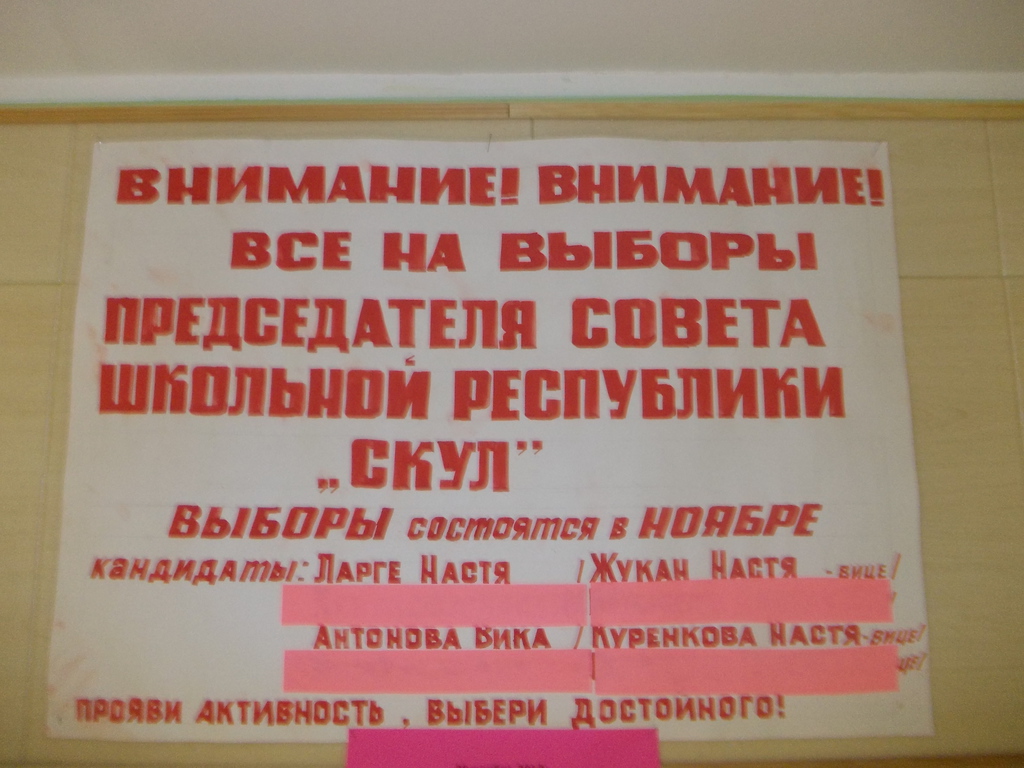 ВНИМАНИЕ! ВНИМАНИЕ!
ВСЕ НА ВЫБОРЫ
ПРЕДСЕДАТЕЛЯ СОВЕТА
ШКОЛЬНОЙ РЕСПУБЛИКИ
„СКУЛ”
ВЫБОРЫ состоятся в НОЯБРЕ
кандидаты: ЛАРГЕ НАСТЯ /ЖУКАН НАСТЯ - ВИЦЕ/
АНТОНОВА ВИКА /КУРЕНКОВА НАСТЯ-ВИЦЕ/
ПРОЯВИ АКТИВНОСТЬ , ВЫБЕРИ ДОСТОЙНОГО!